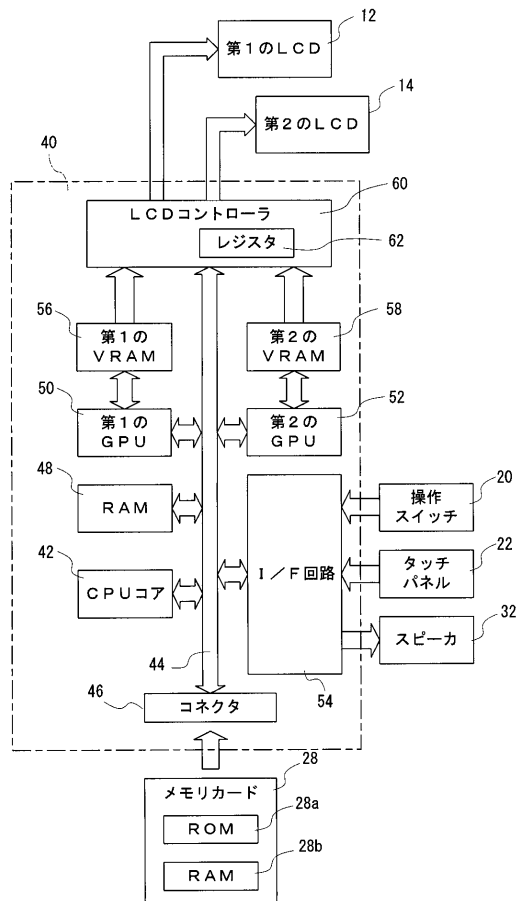 12
第1のLCD
14
第2のLCD
40
60
LCDコントローラ
レジスタ
62
56
第1の
VRAM
第2の
VRAM
58
50
第1の
GPU
第2の
GPU
52
48
RAM
I/F回路
操作
スイッチ
20
42
CPUコア
タッチ
パネル
22
スピーカ
32
44
54
46
コネクタ
28
メモリカード
28a
ROM
28b
RAM